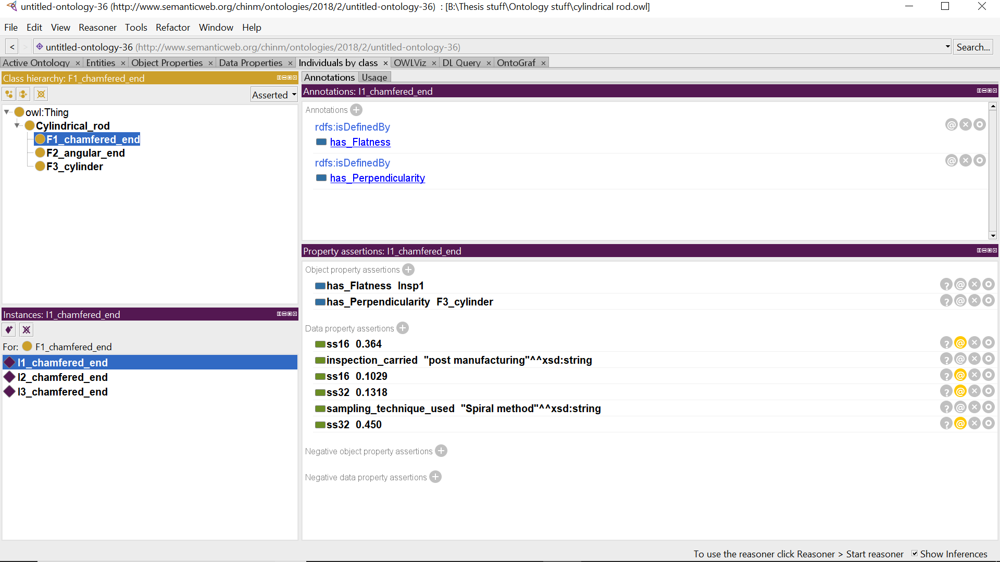 untitled-ontology-36 (http://www.semanticweb.org/chinm/ontologies/2018/2/untitled-ontology-36) : [B:\Thesis stuff\Ontology stuff\cylindrical rod.owl]
File Edit View Reasoner Tools Refactor Window Help
< > untitled-ontology-36 (http://www.semanticweb.org/chinm/ontologies/2018/2/untitled-ontology-36) Search...
Active Ontology × Entities × Object Properties × Data Properties × Individuals by class × OWLViz × DL Query × OntoGraf ×
Class hierarchy: F1_chamfered_end
Asserted
owl:Thing
Cylindrical_rod
F1_chamfered_end
F2_angular_end
F3_cylinder
Instances: I1_chamfered_end
For: F1_chamfered_end
I1_chamfered_end
I2_chamfered_end
I3_chamfered_end
Annotations Usage
Annotations: I1_chamfered_end
Annotations
rdfs:isDefinedBy
has_Flatness
rdfs:isDefinedBy
has_Perpendicularity
Property assertions: I1_chamfered_end
Object property assertions
has_Flatness Insp1
has_Perpendicularity F3_cylinder
Data property assertions
ss16 0.364
inspection_carried "post manufacturing"^^xsd:string
ss16 0.1029
ss32 0.1318
sampling_technique_used "Spiral method"^^xsd:string
ss32 0.450
Negative object property assertions
Negative data property assertions
To use the reasoner click Reasoner > Start reasoner Show Inferences